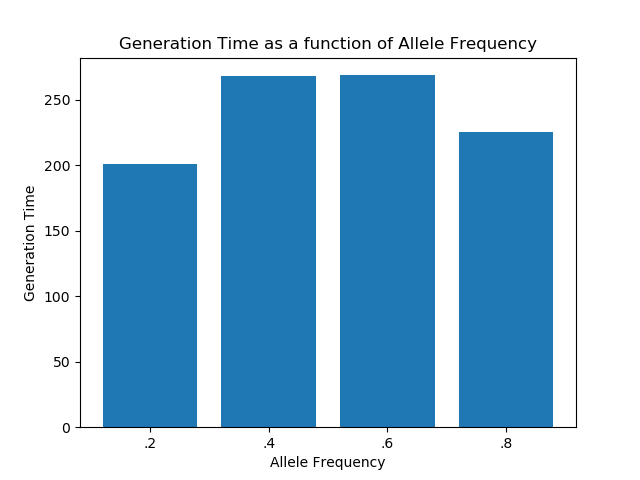 Generation Time as a function of Allele Frequency
250
200
150
100
50
0
Generation Time
.2 .4 .6 .8
Allele Frequency